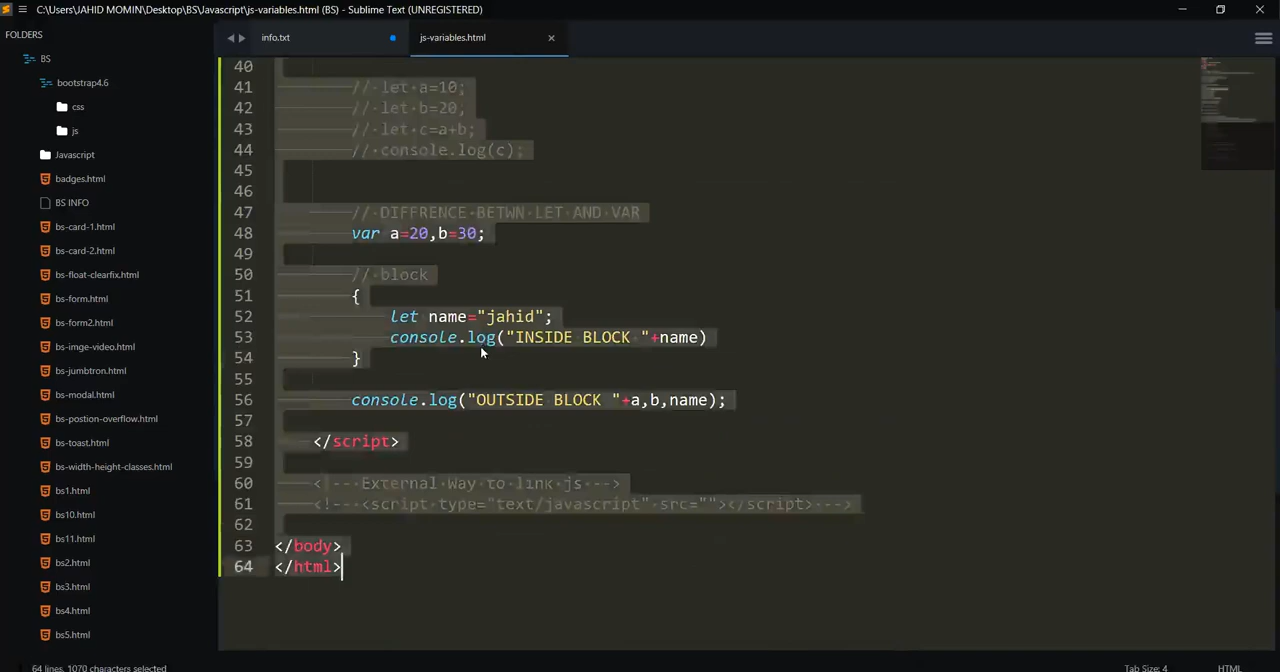 C:\Users\JAHID MOMIN\Desktop\BS\Javascript\js-variables.html (BS) - Sublime Text (UNREGISTERED)
FOLDERS
BS
bootstrap4.6
css
js
Javascript
badges.html
BS INFO
bs-card-1.html
bs-card-2.html
bs-float-clearfix.html
bs-form.html
bs-form2.html
bs-imge-video.html
bs-jumbtron.html
bs-modal.html
bs-postion-overflow.html
bs-toast.html
bs-width-height-classes.html
bs1.html
bs10.html
bs11.html
bs2.html
bs3.html
bs4.html
bs5.html
info.txt
js-variables.html
40
41 // let a=10;
42 // let b=20,
43 // let c=a+b;
44 // console.log(c);
45
46
47 // DIFFRENCE BETWN LET AND VAR
48 var a=20,b=30;
49
50 // block
51 {
52 let name="jahid";
53 console.log("INSIDE BLOCK "+name)
54 }
55
56 console.log("OUTSIDE BLOCK "+a,b,name);
57
58 </script>
59
60 <!-- External way to link js -->
61 <!-- <script type="text/javascript" src=""></script> -->
62
63 </body>
64 </html>
64 lines, 1070 characters selected
Tab Size: 4
HTML